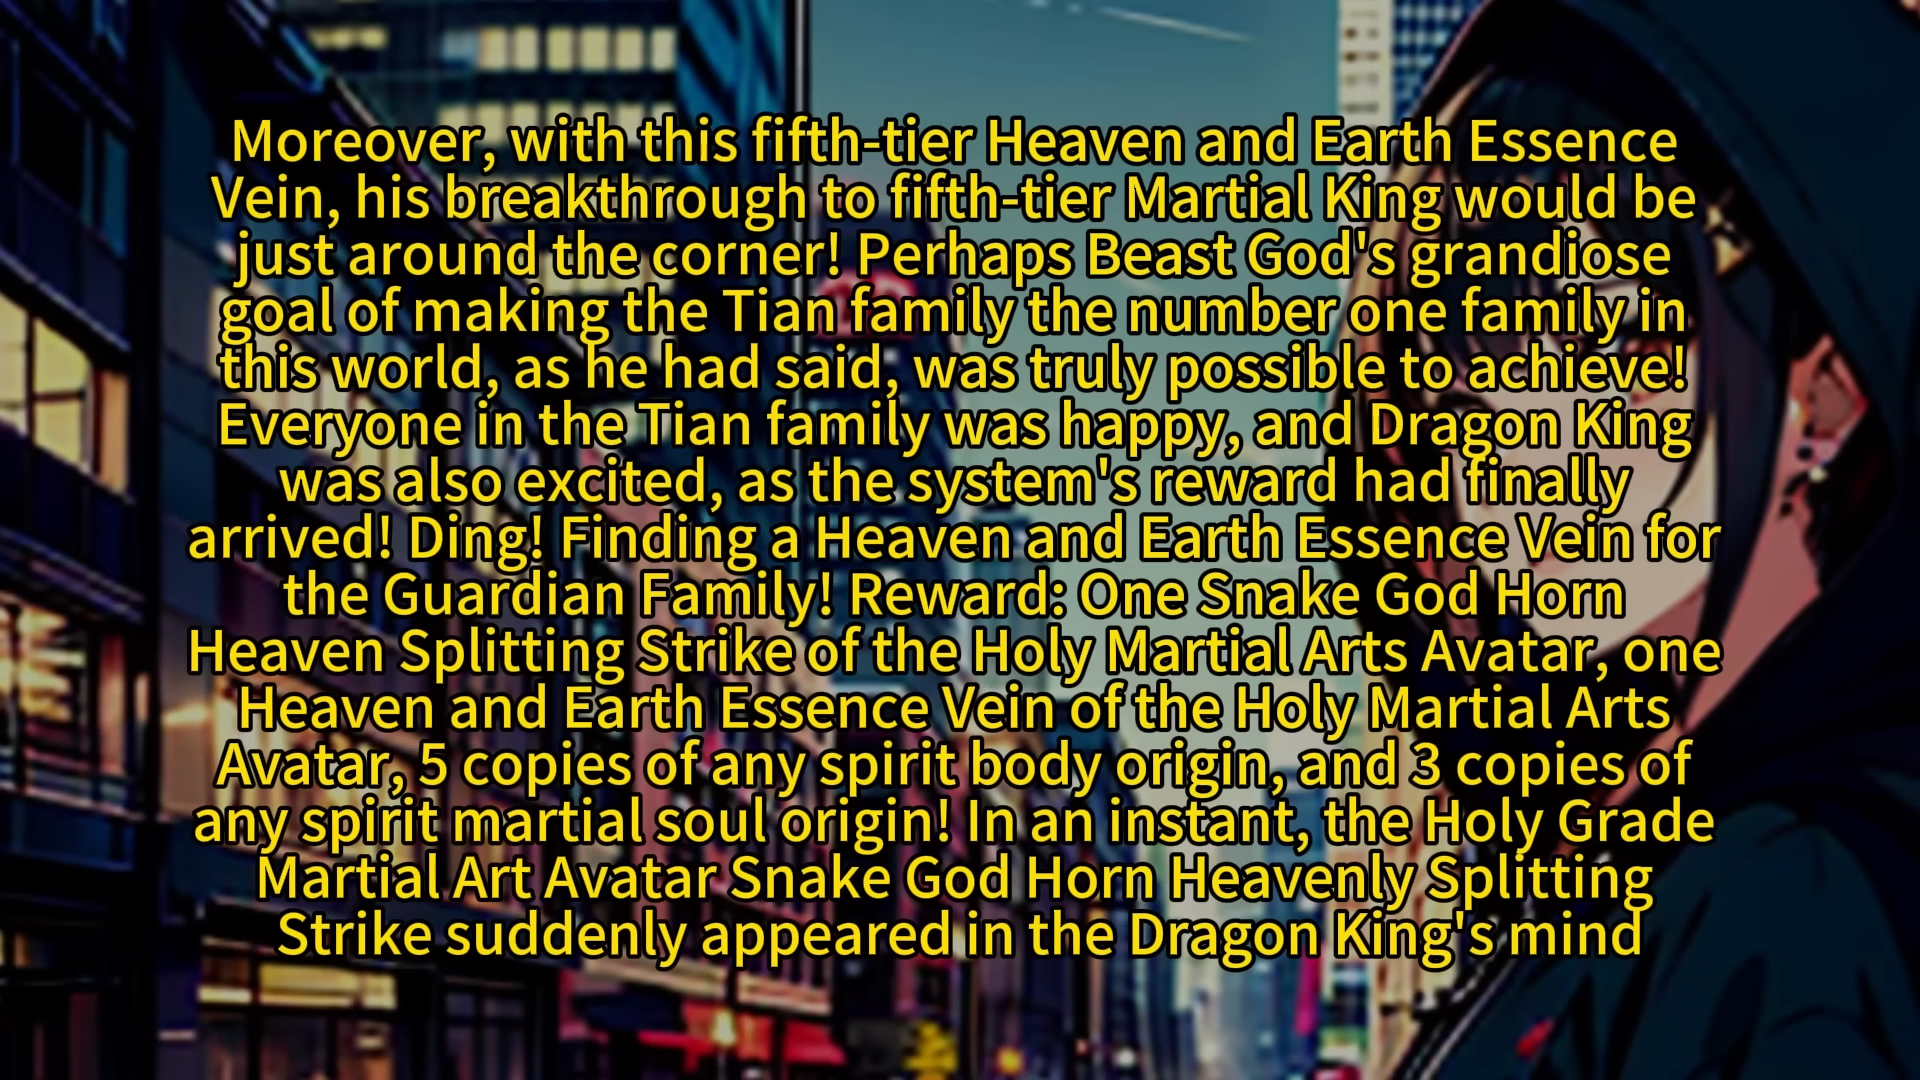 Moreover, with this fifth-tier Heaven and Earth Essence
Vein, his breakthrough to fifth-tier Martial King would be
just around the corner! Perhaps Beast God's grandiose
goal of making the Tian family the number one family in
this world, as he had said, was truly possible to achieve!
Everyone in the Tian family was happy, and Dragon King
was also excited, as the system's reward had finally
arrived! Ding! Finding a Heaven and Earth Essence Vein for
the Guardian Family! Reward: One Snake God Horn
Heaven Splitting Strike of the Holy Martial Arts Avatar, one
Heaven and Earth Essence Vein of the Holy Martial Arts
Avatar, 5 copies of any spirit body origin, and 3 copies of
any spirit martial soul origin! In an instant, the Holy Grade
Martial Art Avatar Snake God Horn Heavenly Splitting
Strike suddenly appeared in the Dragon King's mind